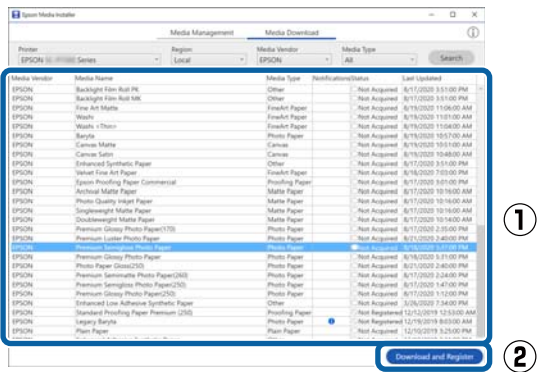 Epson Media Installer
Media Management Media Download
Printer Region Media Vendor Media Type
EPSON Series Local EPSON All Search
Media Vendor Media Name Media Type Notifications Status Last Updated
EPSON Backlight Film Roll PK Other Not Acquired 8/17/2020 3:51:00 PM
EPSON Backlight Film Roll MK Other Not Acquired 8/17/2020 3:51:00 PM
EPSON Fine Art Matte FineArt Paper Not Acquired 8/19/2020 11:06:00 AM
EPSON Washi FineArt Paper Not Acquired 8/19/2020 11:01:00 AM
EPSON Washi <Thin> FineArt Paper Not Acquired 8/19/2020 11:04:00 AM
EPSON Baryta Photo Paper Not Acquired 8/19/2020 10:57:00 AM
EPSON Canvas Matte Canvas Not Acquired 8/19/2020 10:51:00 AM
EPSON Canvas Satin Canvas Not Acquired 8/19/2020 10:48:00 AM
EPSON Enhanced Synthetic Paper Other Not Acquired 8/17/2020 3:51:00 PM
EPSON Velvet Fine Art Paper FineArt Paper Not Acquired 8/18/2020 7:03:00 PM
EPSON Epson Proofing Paper Commercial Proofing Paper Not Acquired 8/17/2020 3:01:00 PM
EPSON Archival Matte Paper Matte Paper Not Acquired 8/17/2020 10:16:00 AM
EPSON Photo Quality Inkjet Paper Matte Paper Not Acquired 8/17/2020 10:16:00 AM
EPSON Singleweight Matte Paper Matte Paper Not Acquired 8/17/2020 10:16:00 AM
EPSON Doubleweight Matte Paper Matte Paper Not Acquired 8/17/2020 10:14:00 AM
EPSON Premium Glossy Photo Paper(170) Photo Paper Not Acquired 8/17/2020 2:35:00 PM
EPSON Premium Luster Photo Paper Photo Paper Not Acquired 8/21/2020 2:40:00 PM
EPSON Premium Semigloss Photo Paper Photo Paper Not Acquired 8/18/2020 5:31:00 PM
EPSON Premium Glossy Photo Paper Photo Paper Not Acquired 8/18/2020 5:31:00 PM
EPSON Photo Paper Gloss(250) Photo Paper Not Acquired 8/21/2020 2:40:00 PM
EPSON Premium Semimatte Photo Paper(260) Photo Paper Not Acquired 8/17/2020 2:24:00 PM
EPSON Premium Semigloss Photo Paper(250) Photo Paper Not Acquired 8/17/2020 1:47:00 PM
EPSON Premium Glossy Photo Paper(250) Photo Paper Not Acquired 8/17/2020 1:12:00 PM
EPSON Enhanced Low Adhesive Synthetic Paper Other Not Acquired 3/26/2020 7:34:00 PM
EPSON Standard Proofing Paper Premium (250) Proofing Paper Not Registered 12/12/2019 12:53:00 AM
EPSON Legacy Baryta Photo Paper Not Registered 12/19/2019 8:03:00 AM
EPSON Plain Paper Plain Paper Not Acquired 12/10/2019 5:25:00 PM
1
Download and Register 2